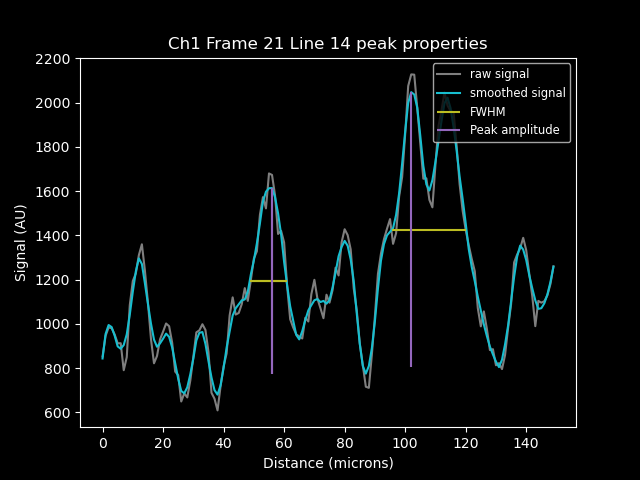 Ch1 Frame 21 Line 14 peak properties
raw signal
smoothed signal
FWHM
Peak amplitude
Signal (AU)
2200
2000
1800
1600
1400
1200
1000
800
600
0 20 40 60 80 100 120 140
Distance (microns)